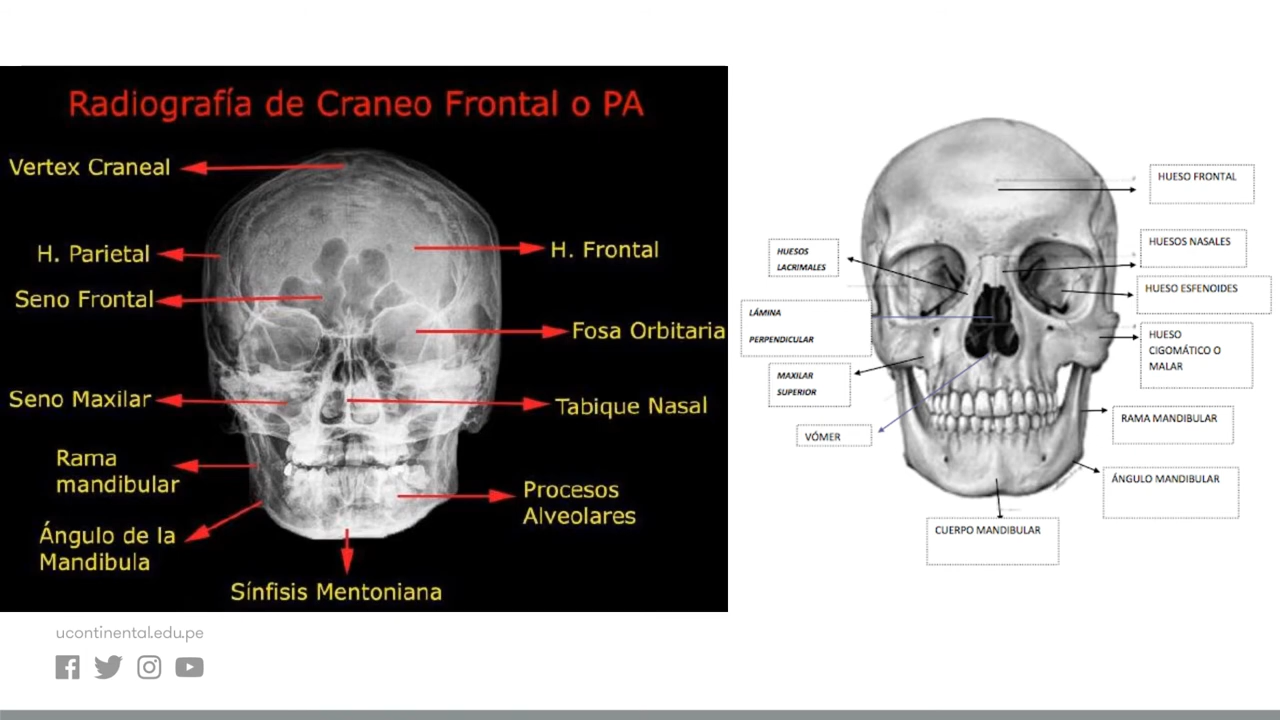 Radiografía de Craneo Frontal o PA
Vertex Craneal
H. Parietal
H. Frontal
Seno Frontal
Fosa Orbitaria
Seno Maxilar
Tabique Nasal
Rama
mandibular
Procesos
Alveolares
Ángulo de la
Mandibula
Sínfisis Mentoniana
HUESO FRONTAL
HUESOS
LACRIMALES
HUESOS NASALES
HUESO ESFENOIDES
LÁMINA
PERPENDICULAR
HUESO
CIGOMÁTICO O
MALAR
MAXILAR
SUPERIOR
RAMA MANDIBULAR
VÓMER
ÁNGULO MANDIBULAR
CUERPO MANDIBULAR
ucontinental.edu.pe